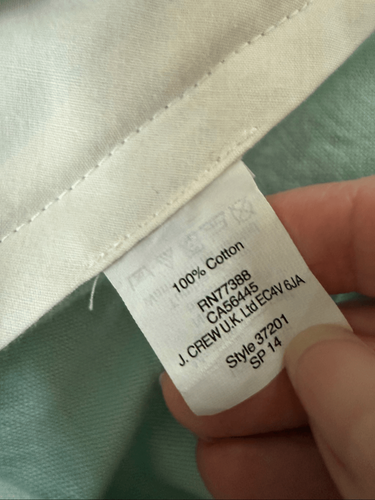 100% Cotton
RN77388
CA56445
J. CREW U.K. Ltd EC4V 6JA
Style 37201
SP 14